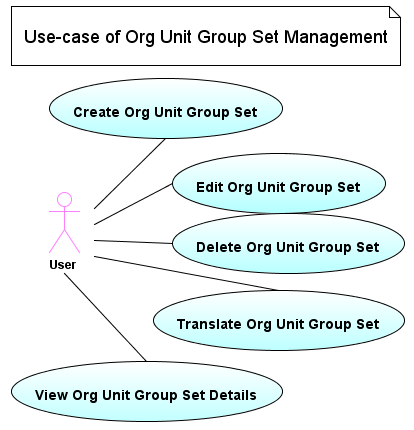 Use-case of Org Unit Group Set Management
Create Org Unit Group Set
Edit Org Unit Group Set
Delete Org Unit Group Set
User
Translate Org Unit Group Set
View Org Unit Group Set Details